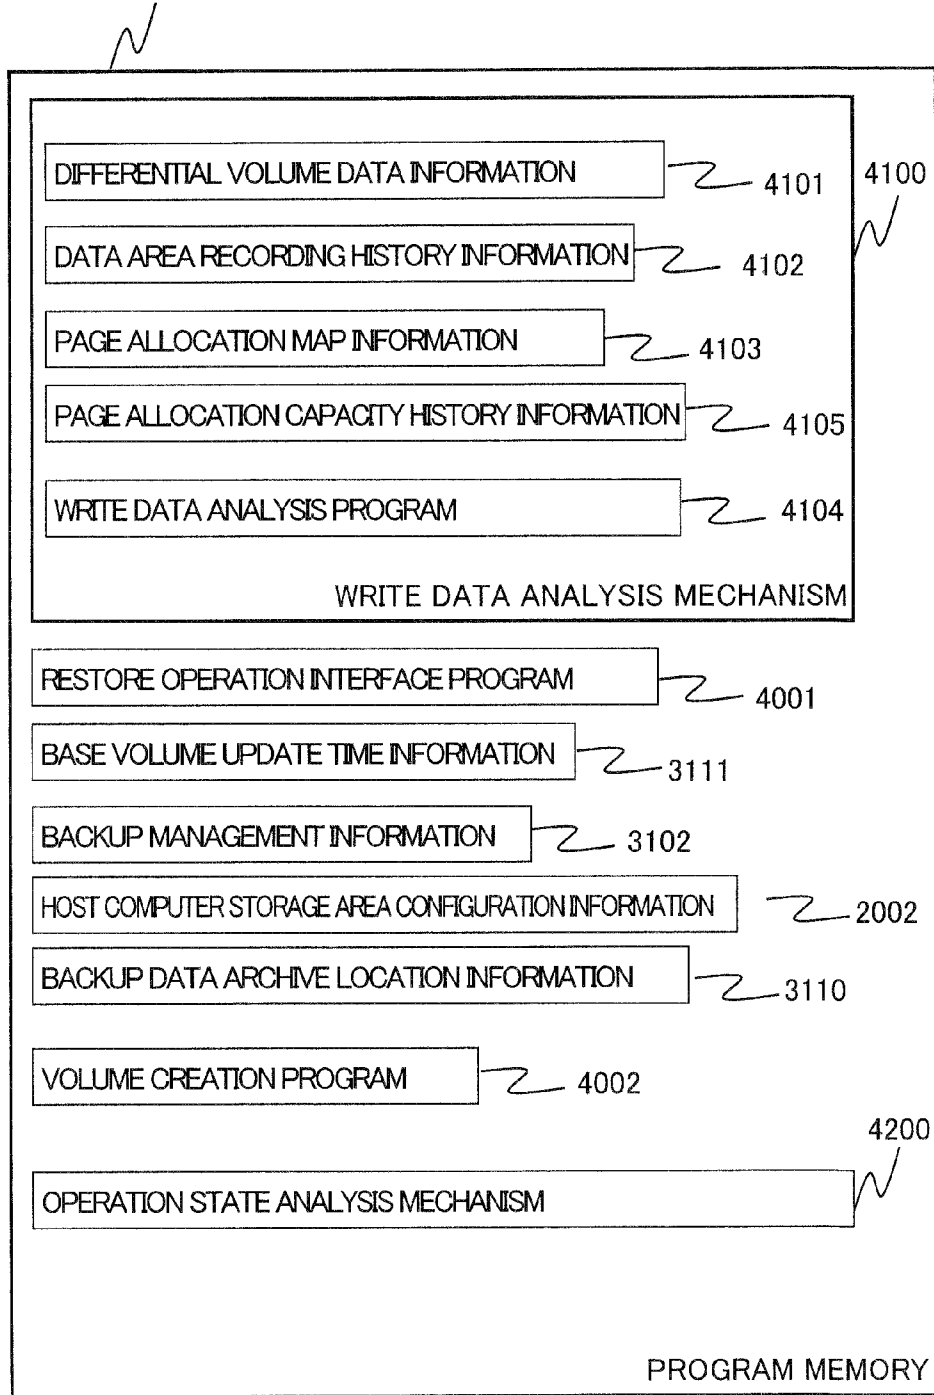 DIFFERENTIAL VOLUME DATA INFORMATION
4101
4100
DATA AREA RECORDING HISTORY INFORMATION
4102
PAGE ALLOCATION MAP INFORMATION
4103
PAGE ALLOCATION CAPACITY HISTORY INFORMATION
4105
WRITE DATA ANALYSIS PROGRAM
4104
WRITE DATA ANALYSIS MECHANISM
RESTORE OPERATION INTERFACE PROGRAM
4001
BASE VOLUME UPDATE TIME INFORMATION
3111
BACKUP MANAGEMENT INFORMATION
3102
HOST COMPUTER STORAGE AREA CONFIGURATION INFORMATION
2002
BACKUP DATA ARCHIVE LOCATION INFORMATION
3110
VOLUME CREATION PROGRAM
4002
4200
OPERATION STATE ANALYSIS MECHANISM
PROGRAM MEMORY